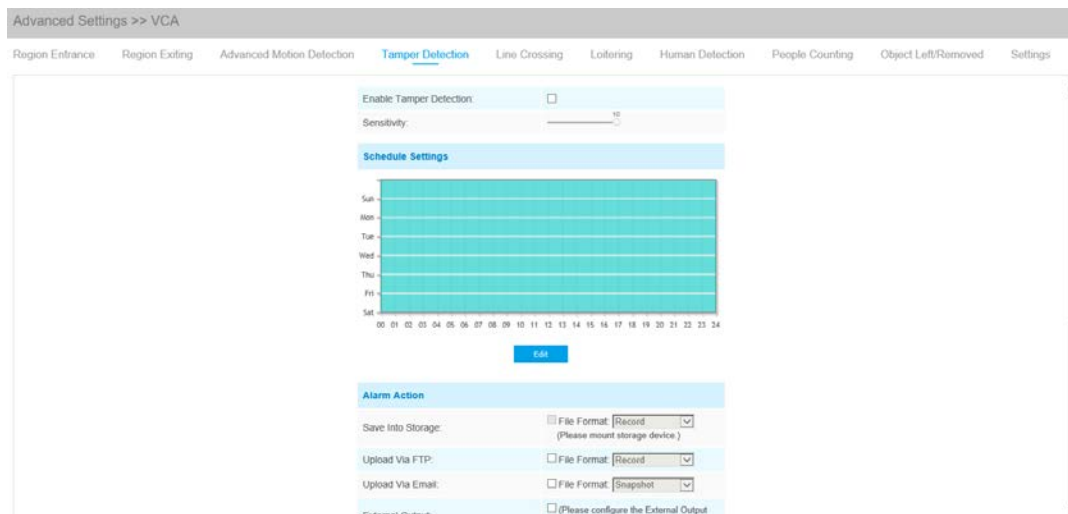 Advanced Settings >> VCA
Region Entrance Region Exiting Advanced Motion Detection Tamper Detection Line Crossing Loitering Human Detection People Counting Object Left/Removed Settings
Enable Tamper Detection:
Sensitivity: 10
Schedule Settings
Sun
Mon
Tue
Wed
Thu
Fri
Sat
00 01 02 03 04 05 06 07 08 09 10 11 12 13 14 15 16 17 18 19 20 21 22 23 24
Edit
Alarm Action
Save Into Storage: File Format: Record
(Please mount storage device.)
Upload Via FTP: File Format: Record
Upload Via Email: File Format: Snapshot
External Output: (Please configure the External Output